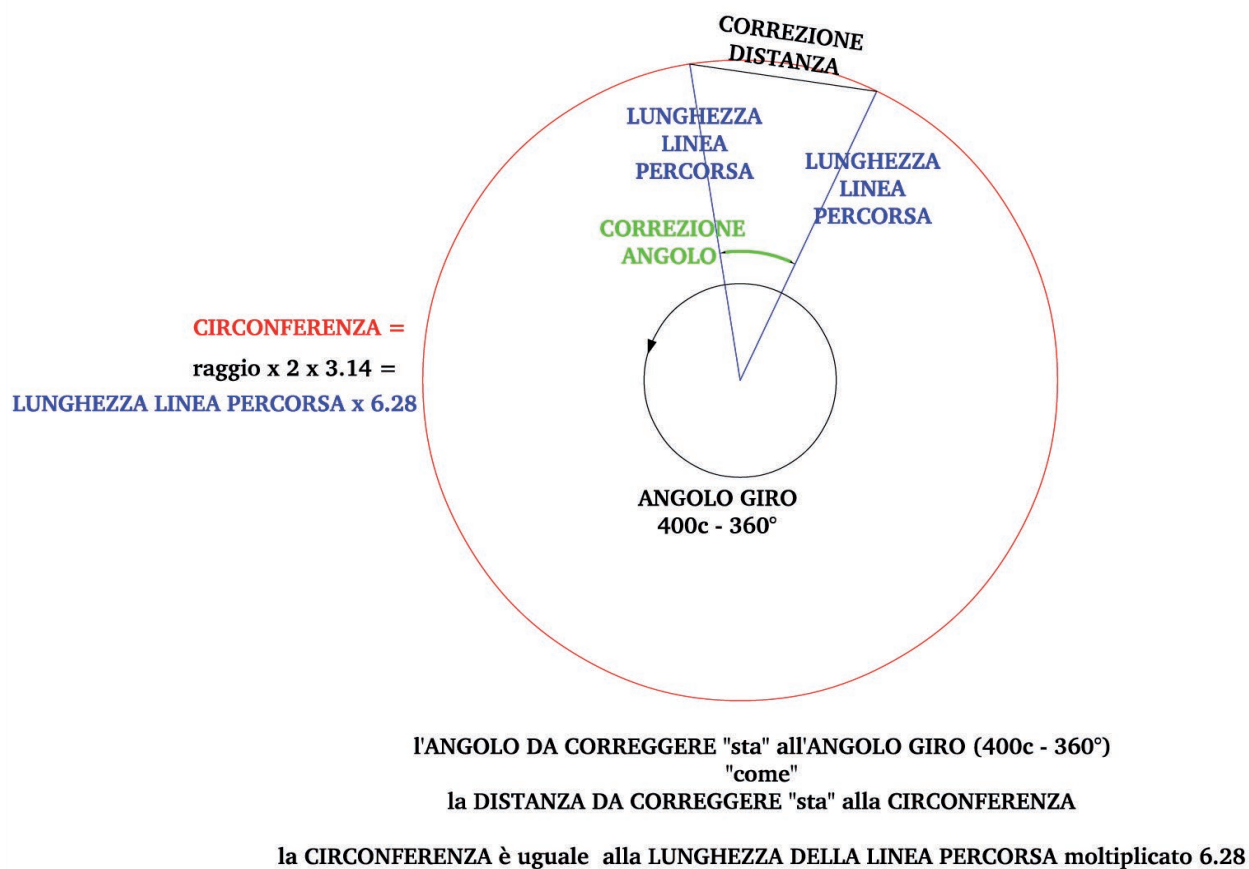 CORREZIONE
DISTANZA
LUNGHEZZA
LINEA
PERCORSA
LUNGHEZZA
LINEA
PERCORSA
CORREZIONE
ANGOLO
CIRCONFERENZA =
raggio x 2 x 3.14 =
LUNGHEZZA LINEA PERCORSA x 6.28
ANGOLO GIRO
400c - 360°
l'ANGOLO DA CORREGGERE "sta" all'ANGOLO GIRO (400c - 360°)
"come"
la DISTANZA DA CORREGGERE "sta" alla CIRCONFERENZA
la CIRCONFERENZA è uguale alla LUNGHEZZA DELLA LINEA PERCORSA moltiplicato 6.28